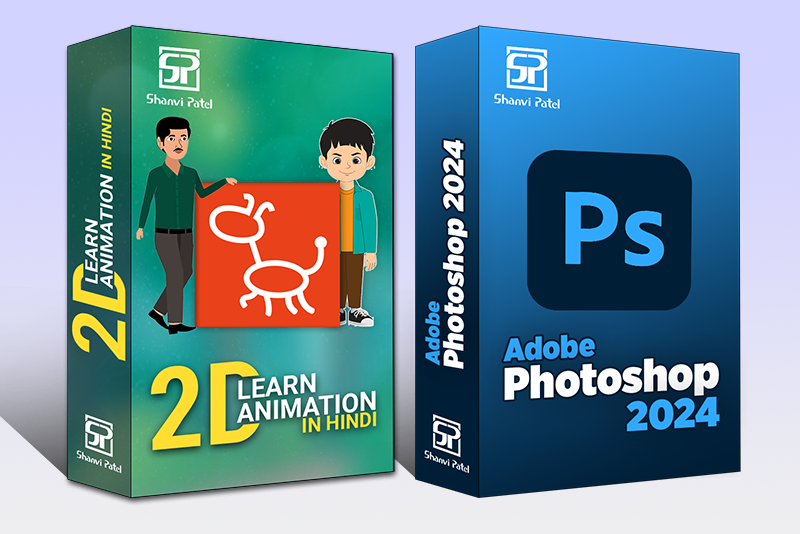 SP
Shanvi Patel
2D LEARN
ANIMATION
IN HINDI
SP
Shanvi Patel
2D LEARN
ANIMATION IN HINDI
SP
Shanvi Patel
Ps
Adobe
Photoshop
2024
Adobe
Photoshop 2024
SP
Shanvi Patel